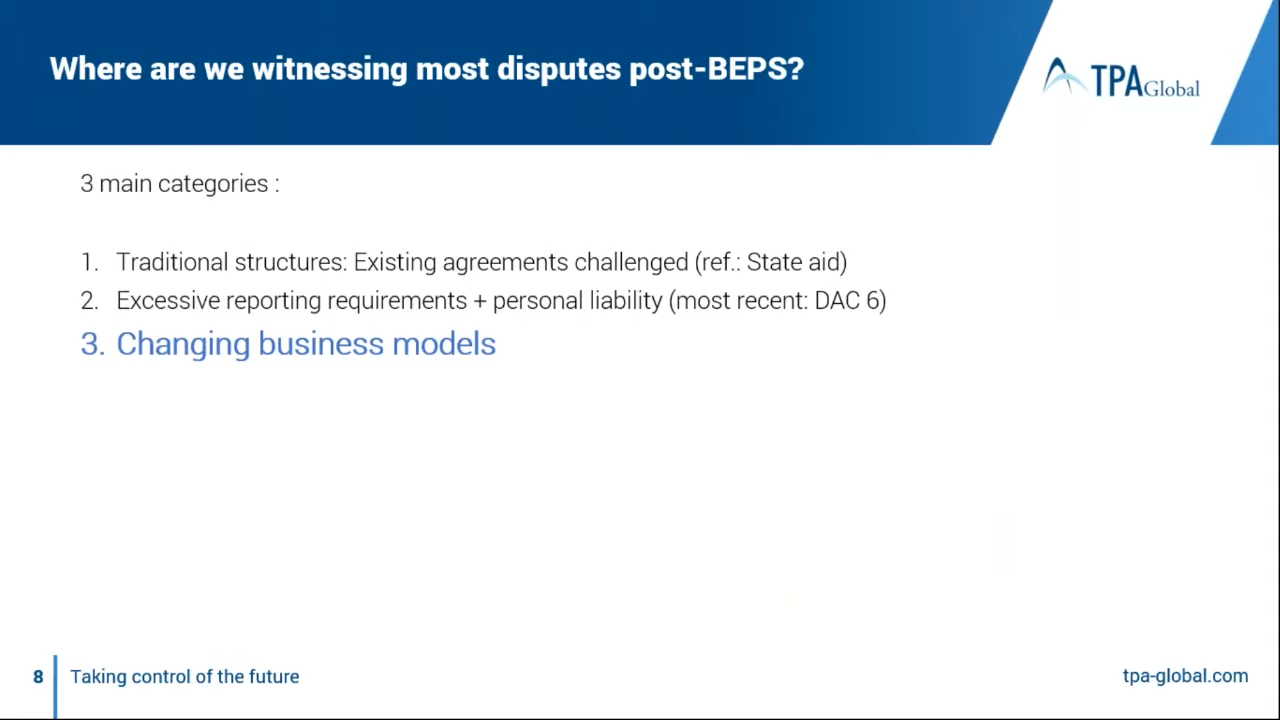 Where are we witnessing most disputes post-BEPS?
TPA Global
3 main categories :
1. Traditional structures: Existing agreements challenged (ref.: State aid)
2. Excessive reporting requirements + personal liability (most recent: DAC 6)
3. Changing business models
8 Taking control of the future
tpa-global.com